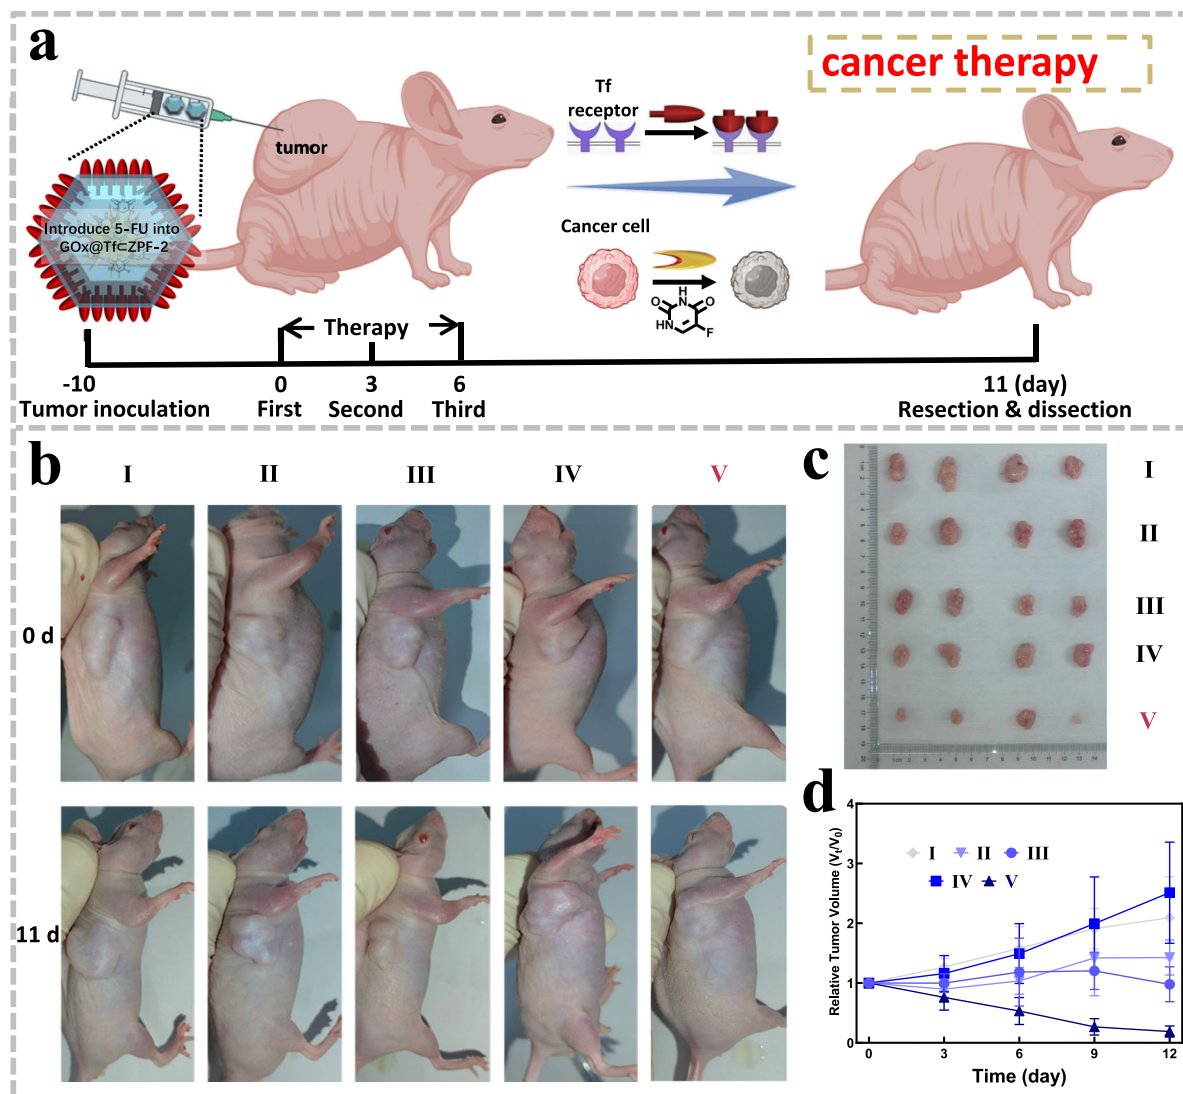 a
cancer therapy
Tf
receptor
tumor
Introduce 5-FU into
GOx@Tf⊂ZPF-2
Cancer cell
H
N
O
O
HN
F
Therapy
-10
0
3
6
11 (day)
Tumor inoculation
First
Second
Third
Resection & dissection
b
I
II
III
IV
V
0 d
11 d
c
I
II
III
IV
V
d
Relative Tumor Volume (Vt/V0)
4
3
2
1
0
I
II
III
IV
V
0
3
6
9
12
Time (day)